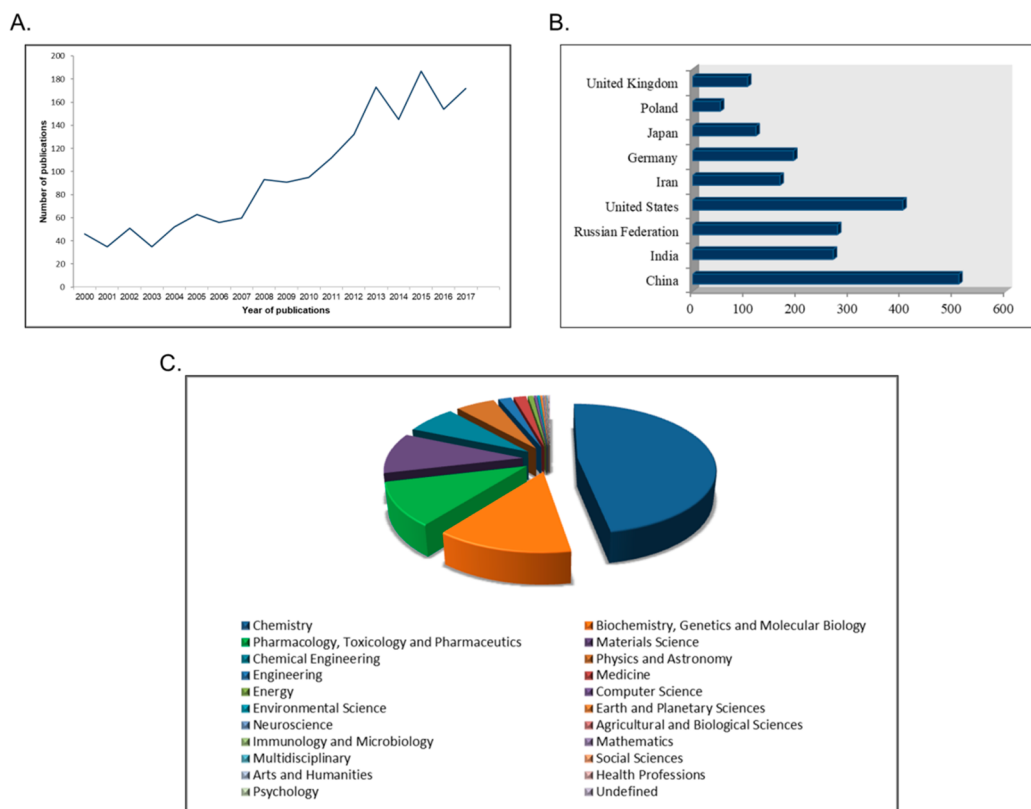 A.
200
180
160
140
120
100
80
60
40
20
0
Number of publications
2000 2001 2002 2003 2004 2005 2006 2007 2008 2009 2010 2011 2012 2013 2014 2015 2016 2017
Year of publications
B.
United Kingdom
Poland
Japan
Germany
Iran
United States
Russian Federation
India
China
0 100 200 300 400 500 600
C.
Chemistry
Biochemistry, Genetics and Molecular Biology
Pharmacology, Toxicology and Pharmaceutics
Materials Science
Chemical Engineering
Physics and Astronomy
Engineering
Medicine
Energy
Computer Science
Environmental Science
Earth and Planetary Sciences
Neuroscience
Agricultural and Biological Sciences
Immunology and Microbiology
Mathematics
Multidisciplinary
Social Sciences
Arts and Humanities
Health Professions
Psychology
Undefined